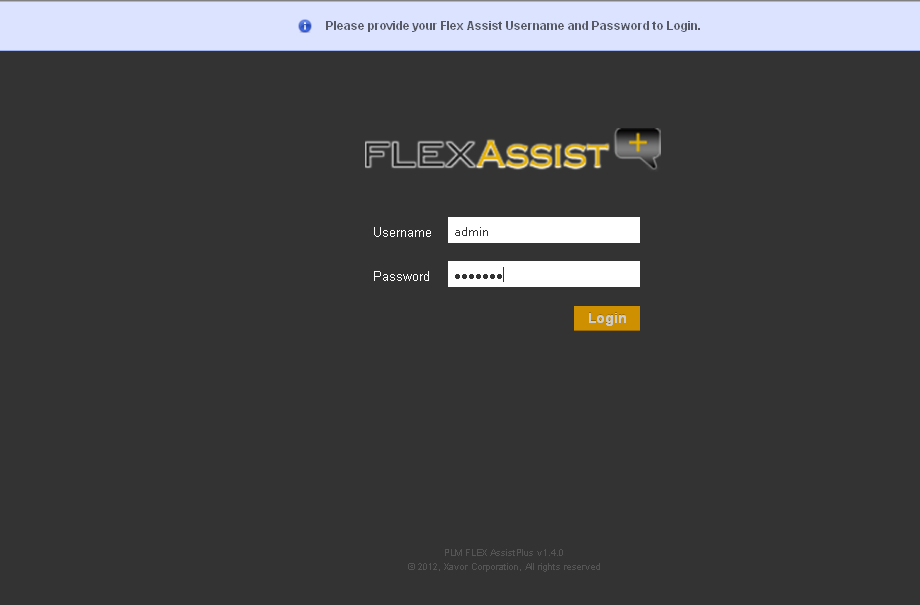 Please provide your Flex Assist Username and Password to Login.
FLEXASSIST+
Username admin
Password •••••••
Login
PLM FLEX AssistPlus v1.4.0
© 2012, Xavor Corporation, All rights reserved